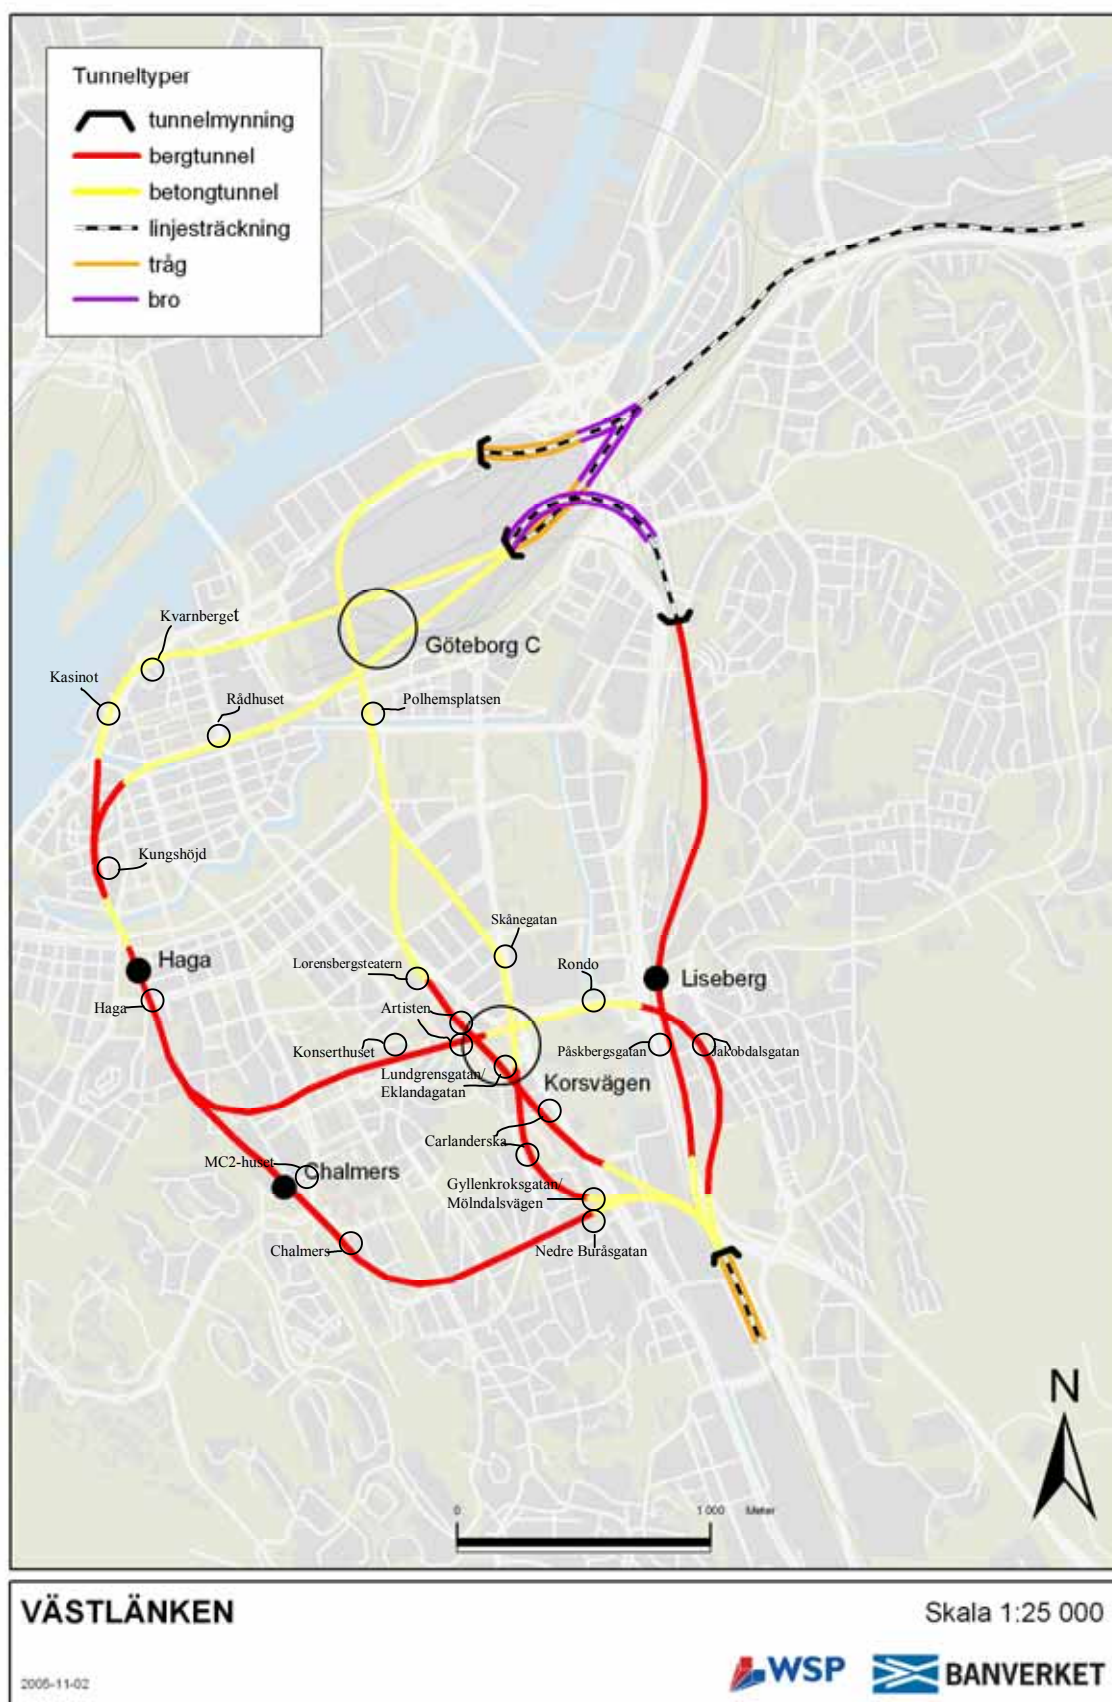 Tunneltyper
tunnelmynning
bergtunnel
betongtunnel
linjesträckning
tråg
bro
Kvarnberget
Göteborg C
Kasinot
Rådhuset
Polhemsplatsen
Kungshöjd
Skånegatan
Haga
Lorensbergsteatern
Rondo
Liseberg
Haga
Artisten
Konserthuset
Påskbergsgatan
Jakobdalsgatan
Lundgrensgatan/
Eklandagatan
Korsvägen
Carlanderska
MC2-huset
Chalmers
Gyllenkroksgatan/
Mölndalsvägen
Chalmers
Nedre Buråsgatan
N
0 1 000 Meter
VÄSTLÄNKEN
Skala 1:25 000
2005-11-02
WSP
BANVERKET